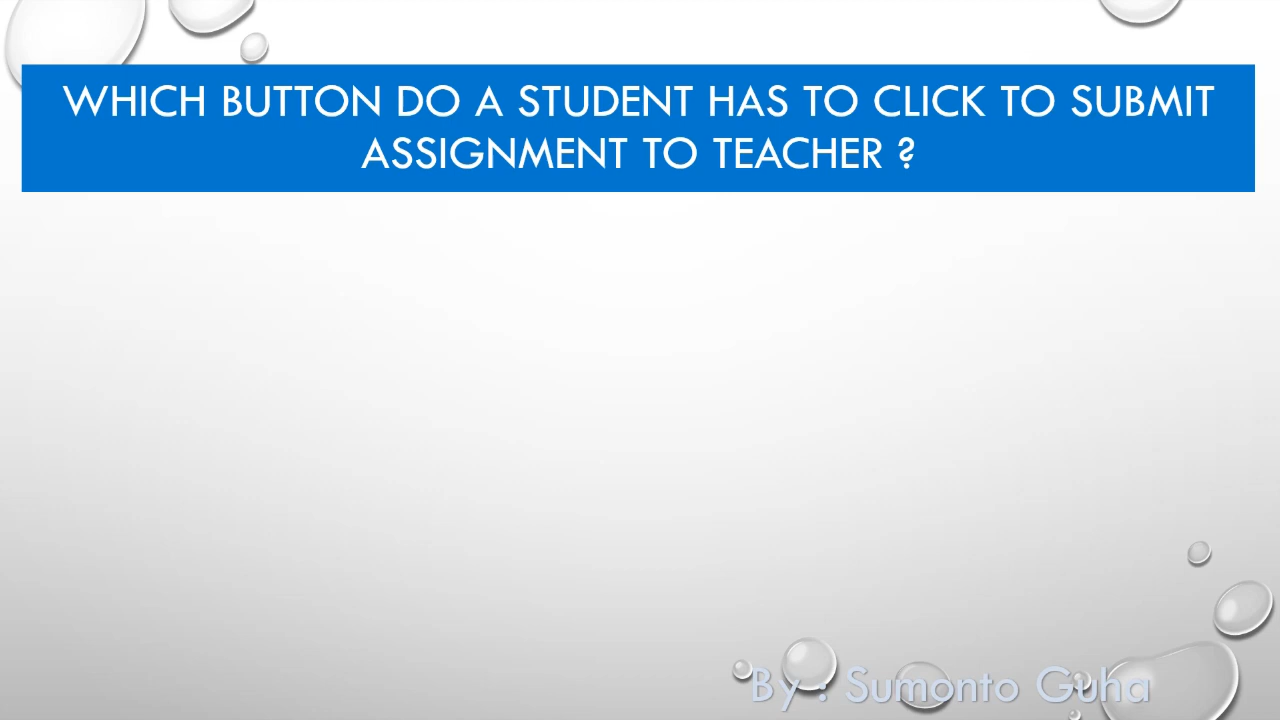 WHICH BUTTON DO A STUDENT HAS TO CLICK TO SUBMIT
ASSIGNMENT TO TEACHER ?
By : Sumonto Guha